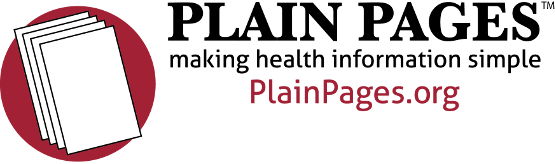 PLAIN PAGES™
making health information simple
PlainPages.org